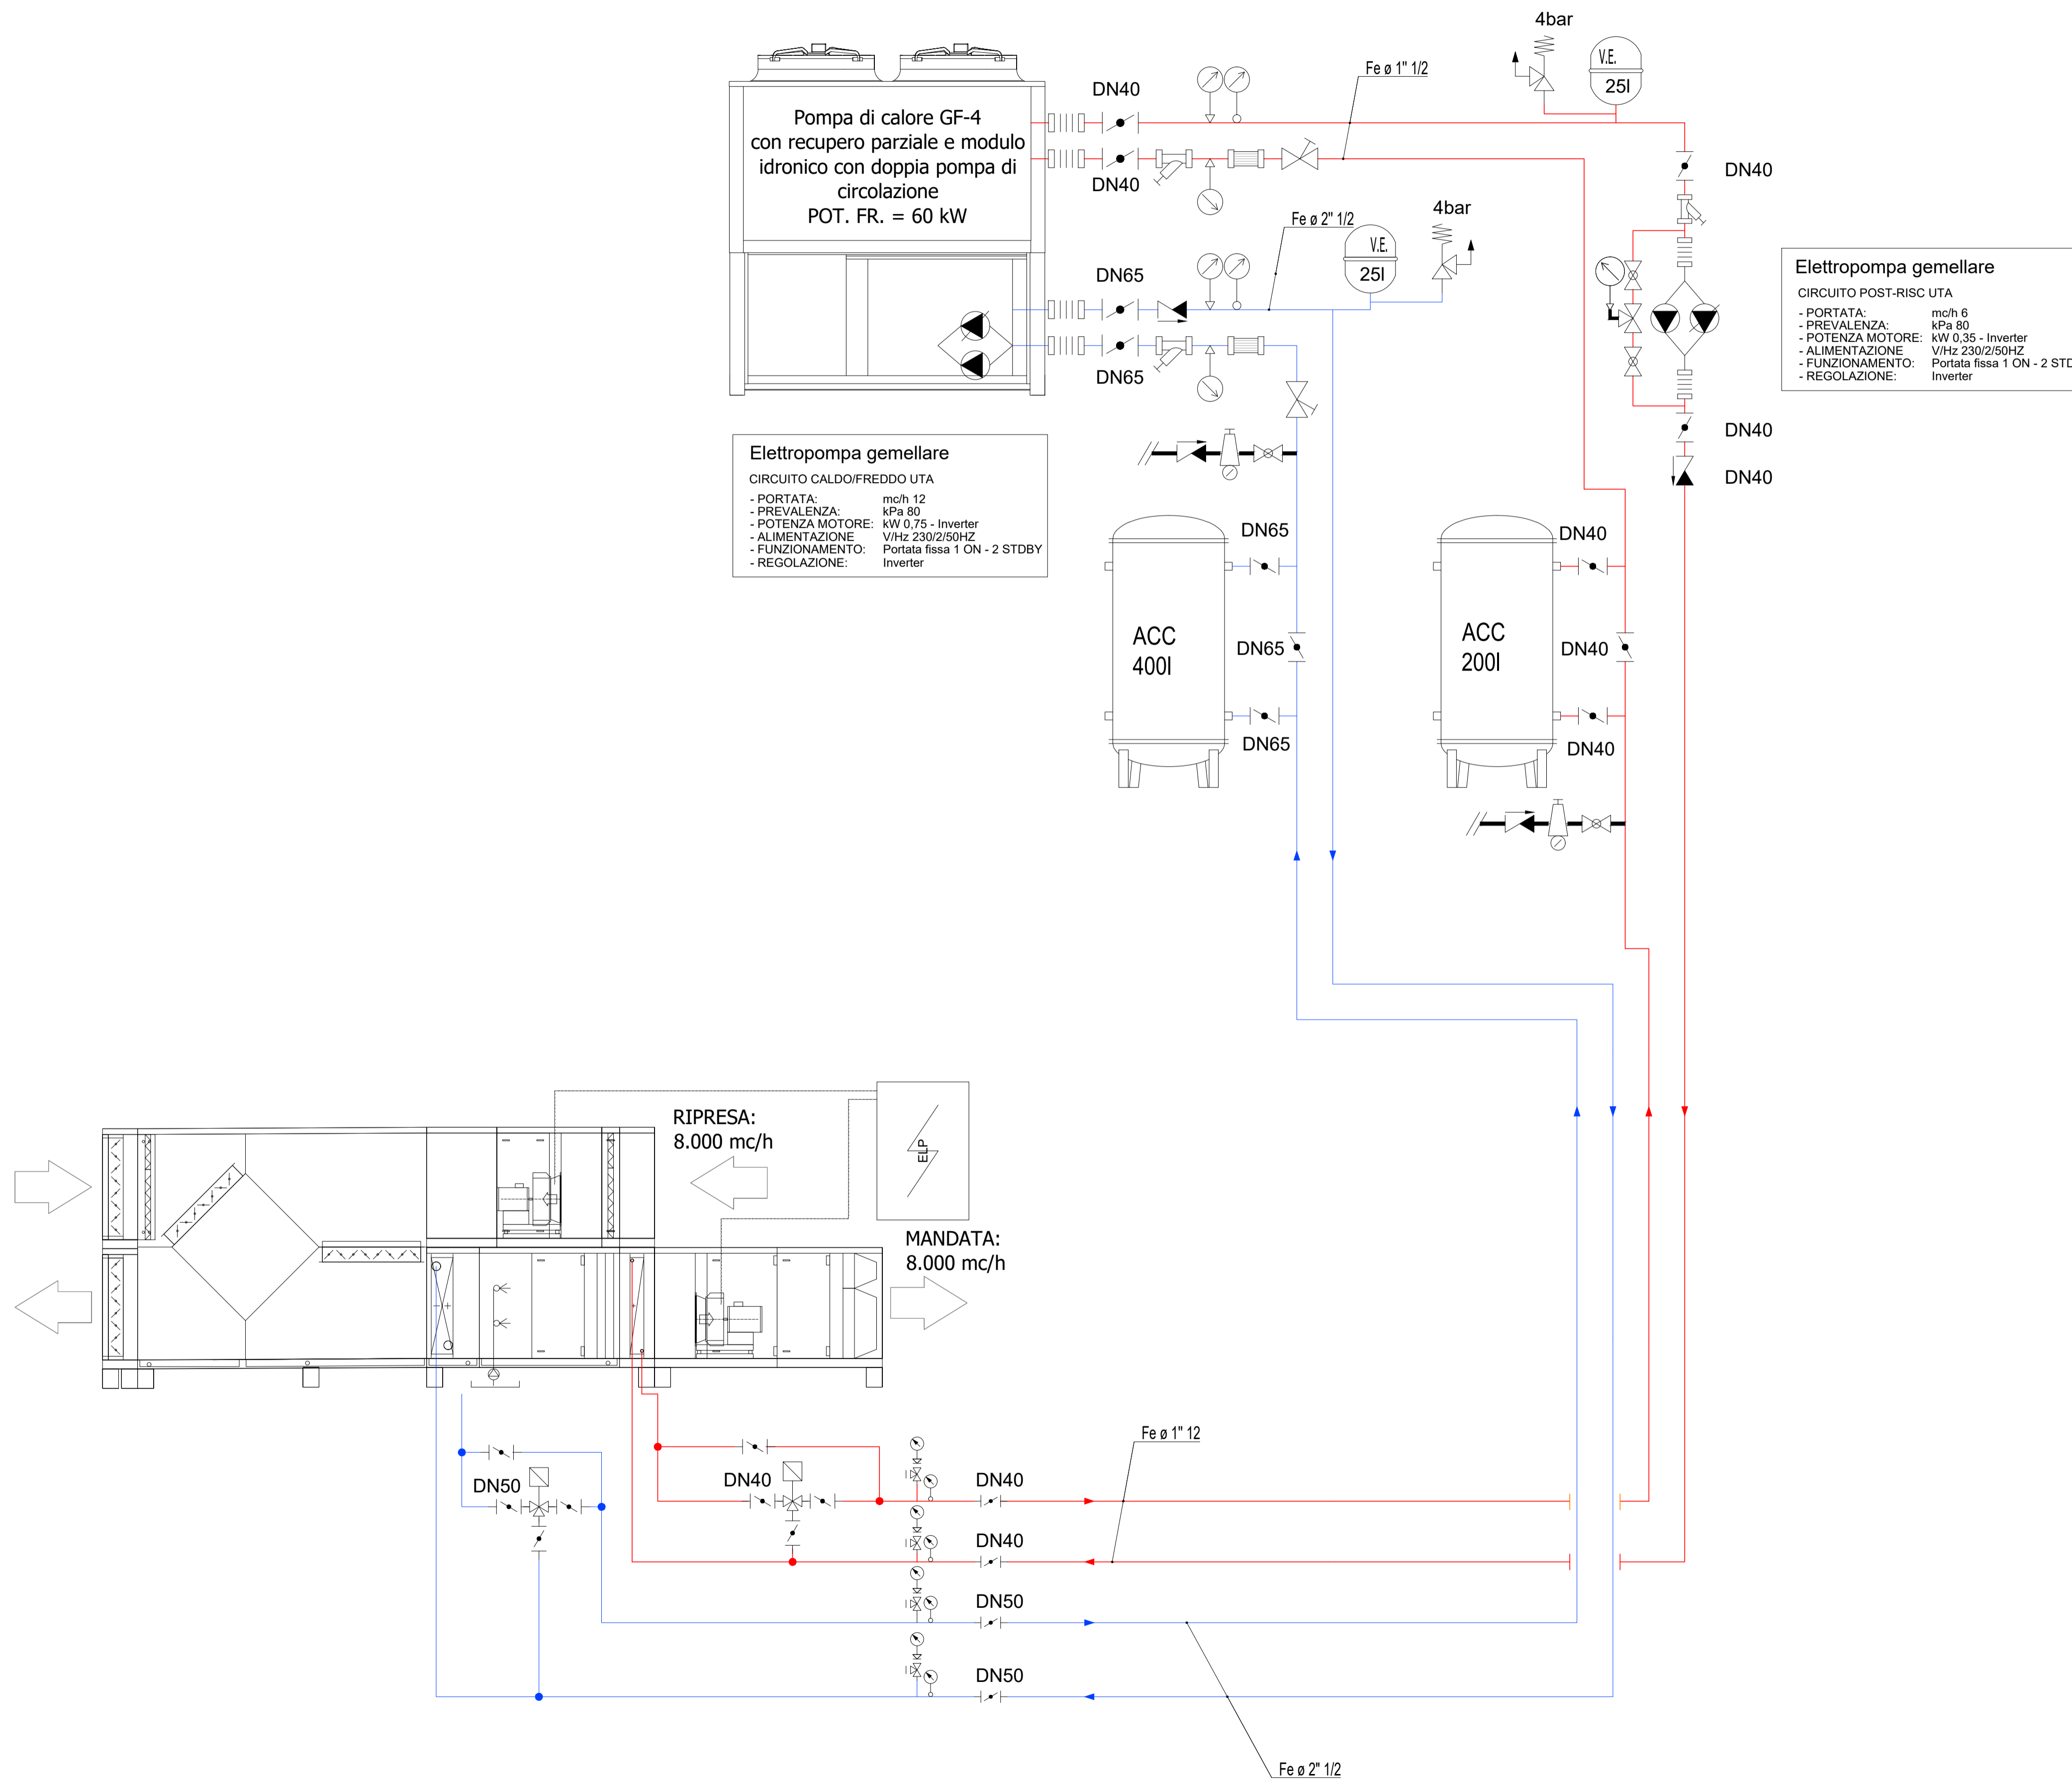 4bar
V.E.
25l
Fe ø 1" 1/2
DN40
Pompa di calore GF-4
con recupero parziale e modulo
idronico con doppia pompa di
circolazione
POT. FR. = 60 kW
DN40
DN40
4bar
Fe ø 2" 1/2
V.E.
25l
DN65
DN65
Elettropompa gemellare
CIRCUITO POST-RISC UTA
- PORTATA: mc/h 6
- PREVALENZA: kPa 80
- POTENZA MOTORE: kW 0,35 - Inverter
- ALIMENTAZIONE V/Hz 230/2/50HZ
- FUNZIONAMENTO: Portata fissa 1 ON - 2 STD
- REGOLAZIONE: Inverter
DN40
DN40
Elettropompa gemellare
CIRCUITO CALDO/FREDDO UTA
- PORTATA: mc/h 12
- PREVALENZA: kPa 80
- POTENZA MOTORE: kW 0,75 - Inverter
- ALIMENTAZIONE V/Hz 230/2/50HZ
- FUNZIONAMENTO: Portata fissa 1 ON - 2 STDBY
- REGOLAZIONE: Inverter
DN65
DN40
ACC
400l
DN65
ACC
200l
DN40
DN65
DN40
RIPRESA:
8.000 mc/h
ELP
MANDATA:
8.000 mc/h
Fe ø 1" 12
DN50
DN40
DN40
DN40
DN50
DN50
Fe ø 2" 1/2